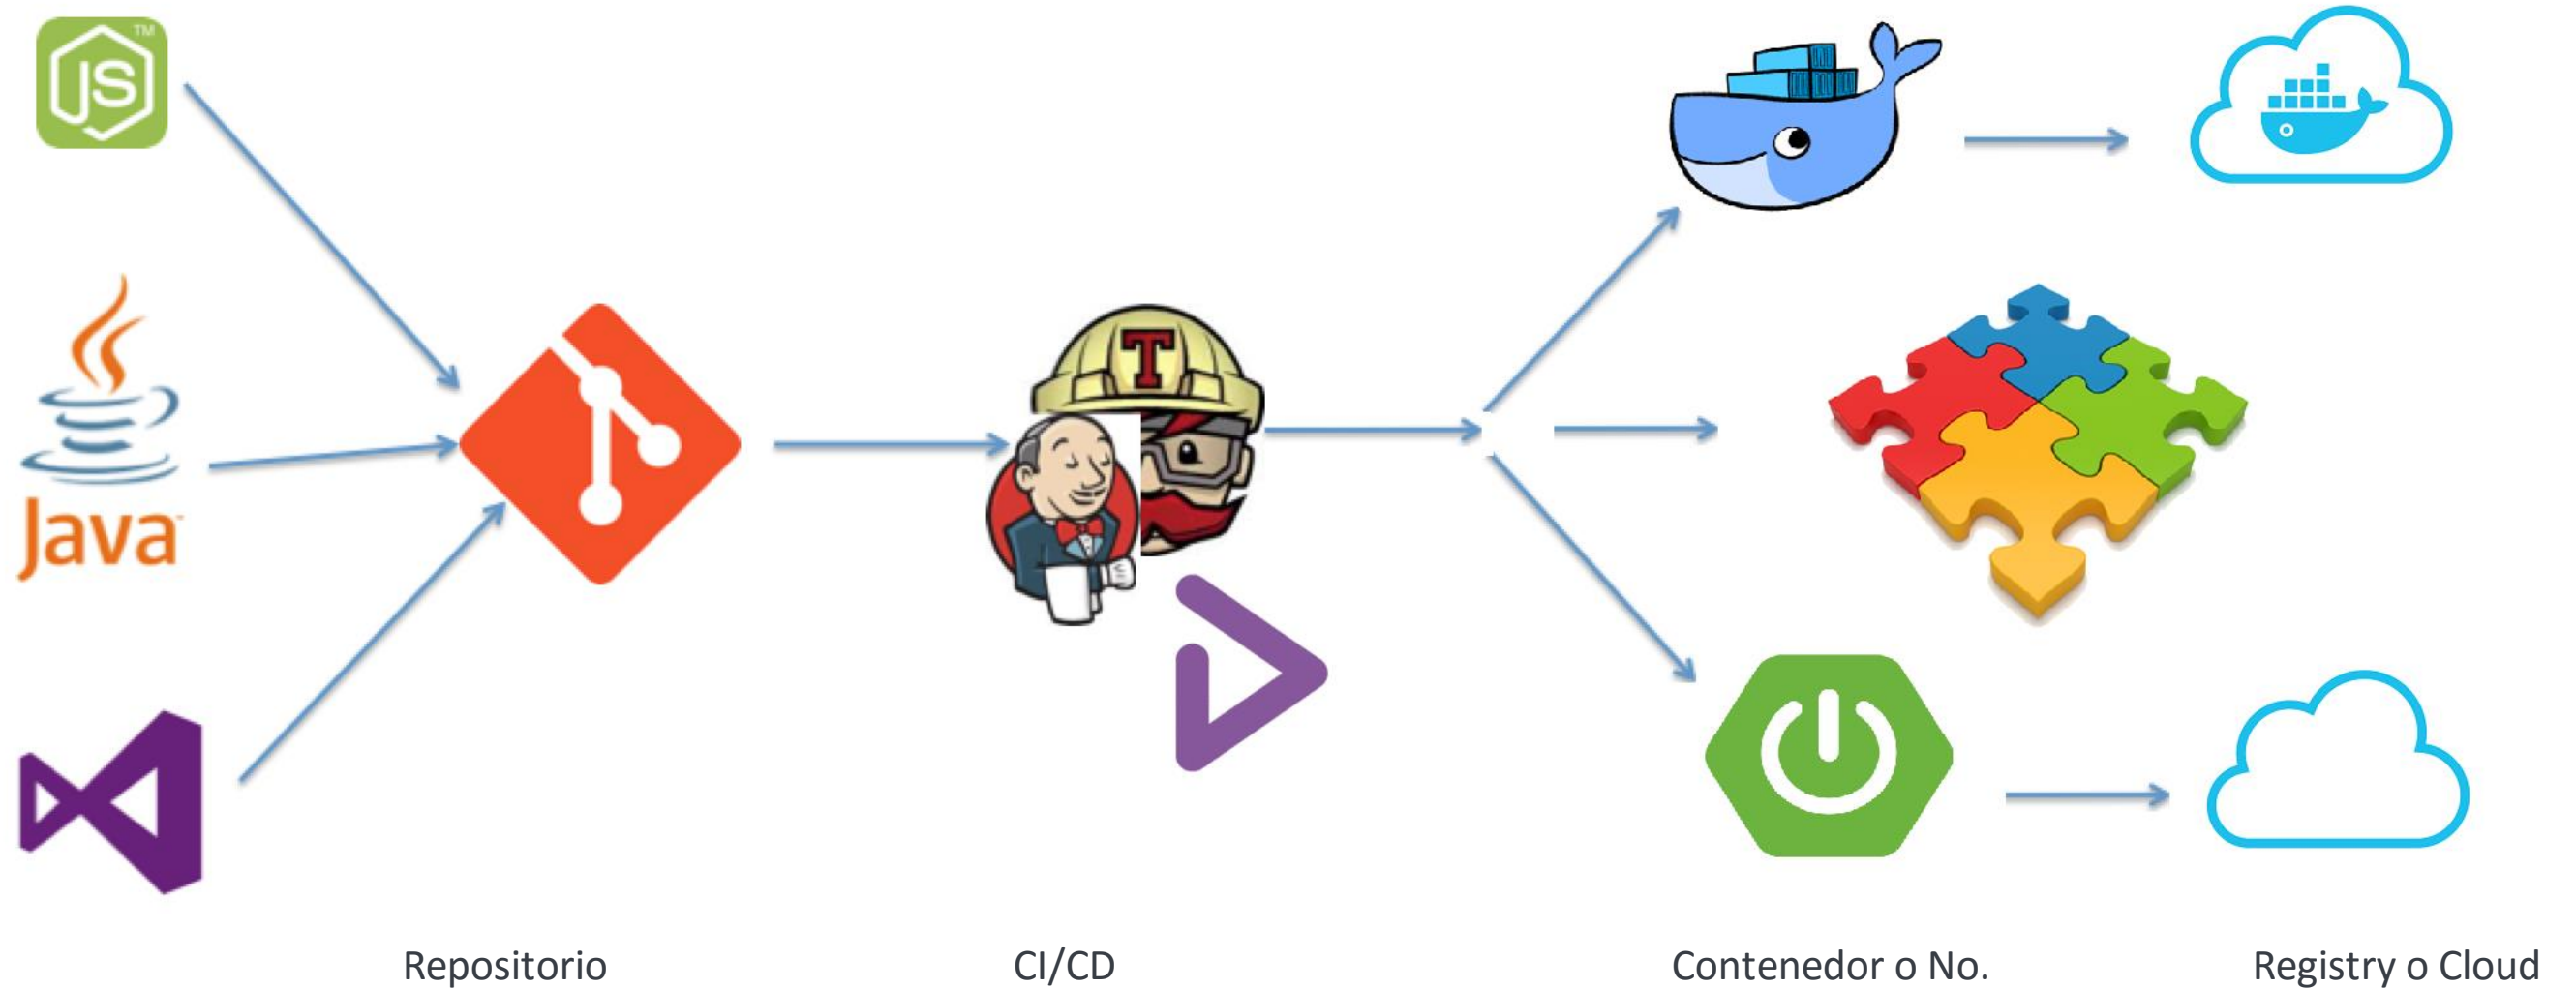 JS
TM
Java
T
Repositorio
CI/CD
Contenedor o No.
Registry o Cloud